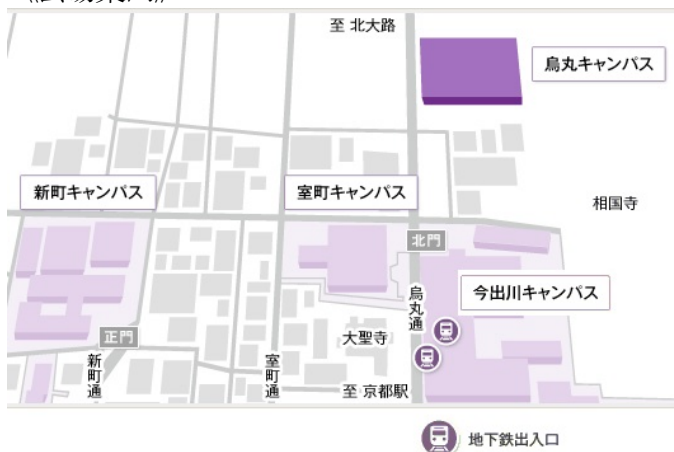 至 北大路
烏丸キャンパス
新町キャンパス
室町キャンパス
相国寺
北門
今出川キャンパス
烏丸通
正門
大聖寺
新町通
室町通
至 京都駅
地下鉄出入口